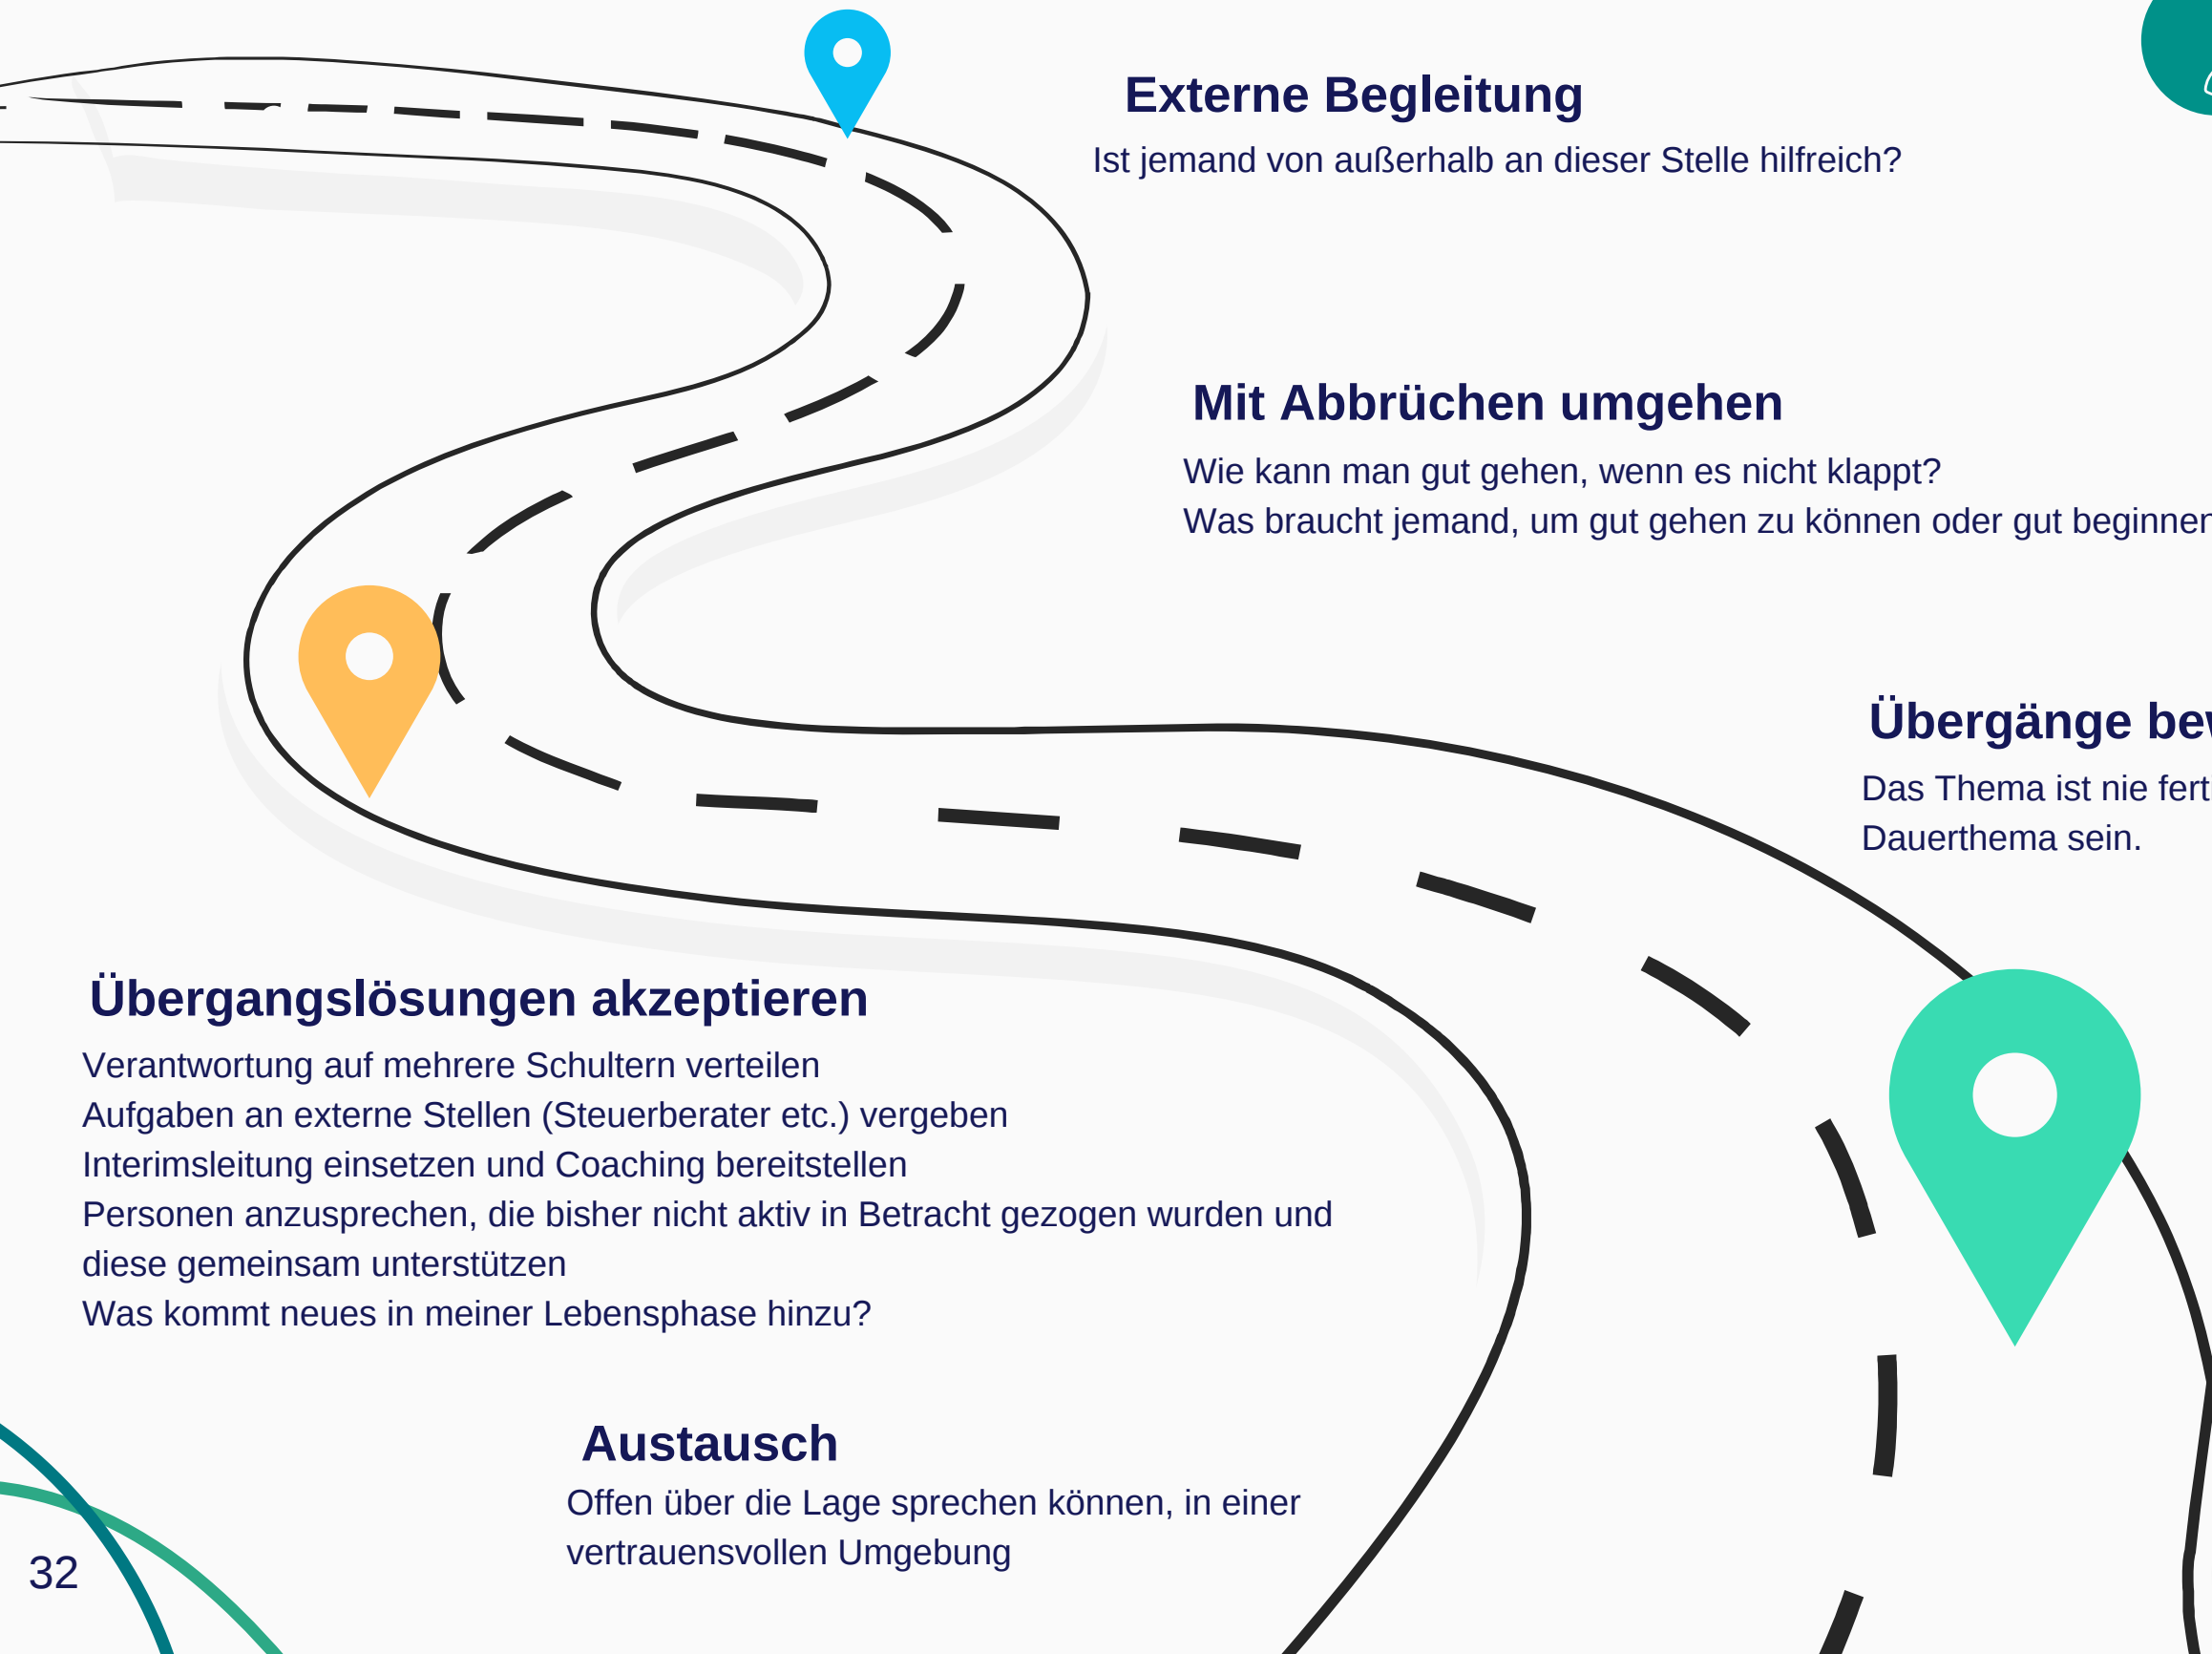 Externe Begleitung
Ist jemand von außerhalb an dieser Stelle hilfreich?
Mit Abbrüchen umgehen
Wie kann man gut gehen, wenn es nicht klappt?
Was braucht jemand, um gut gehen zu können oder gut beginnen
Übergänge
Das Thema ist nie
Dauerthema sein.
Übergangslösungen akzeptieren
Verantwortung auf mehrere Schultern verteilen
Aufgaben an externe Stellen (Steuerberater etc.) vergeben
Interimsleitung einsetzen und Coaching bereitstellen
Personen anzusprechen, die bisher nicht aktiv in Betracht gezogen wurden und
diese gemeinsam unterstützen
Was kommt neues in meiner Lebensphase hinzu?
Austausch
Offen über die Lage sprechen können, in einer
vertrauensvollen Umgebung
32